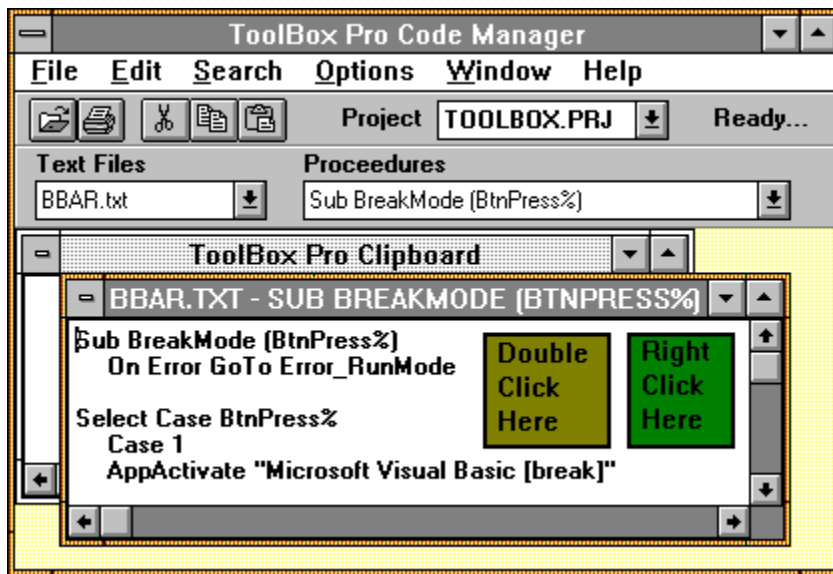 ToolBox Pro Code Manager
File Edit Search Options Window Help
Project TOOLBOX.PRJ Ready...
Text Files Proceedures
BBAR.txt Sub BreakMode (BtnPress%)
ToolBox Pro Clipboard
BBAR.TXT - SUB BREAKMODE (BTNPRESS%)
Sub BreakMode (BtnPress%)
On Error GoTo Error_RunMode
Select Case BtnPress%
Case 1
AppActivate "Microsoft Visual Basic [break]"
Double
Click
Here
Right
Click
Here